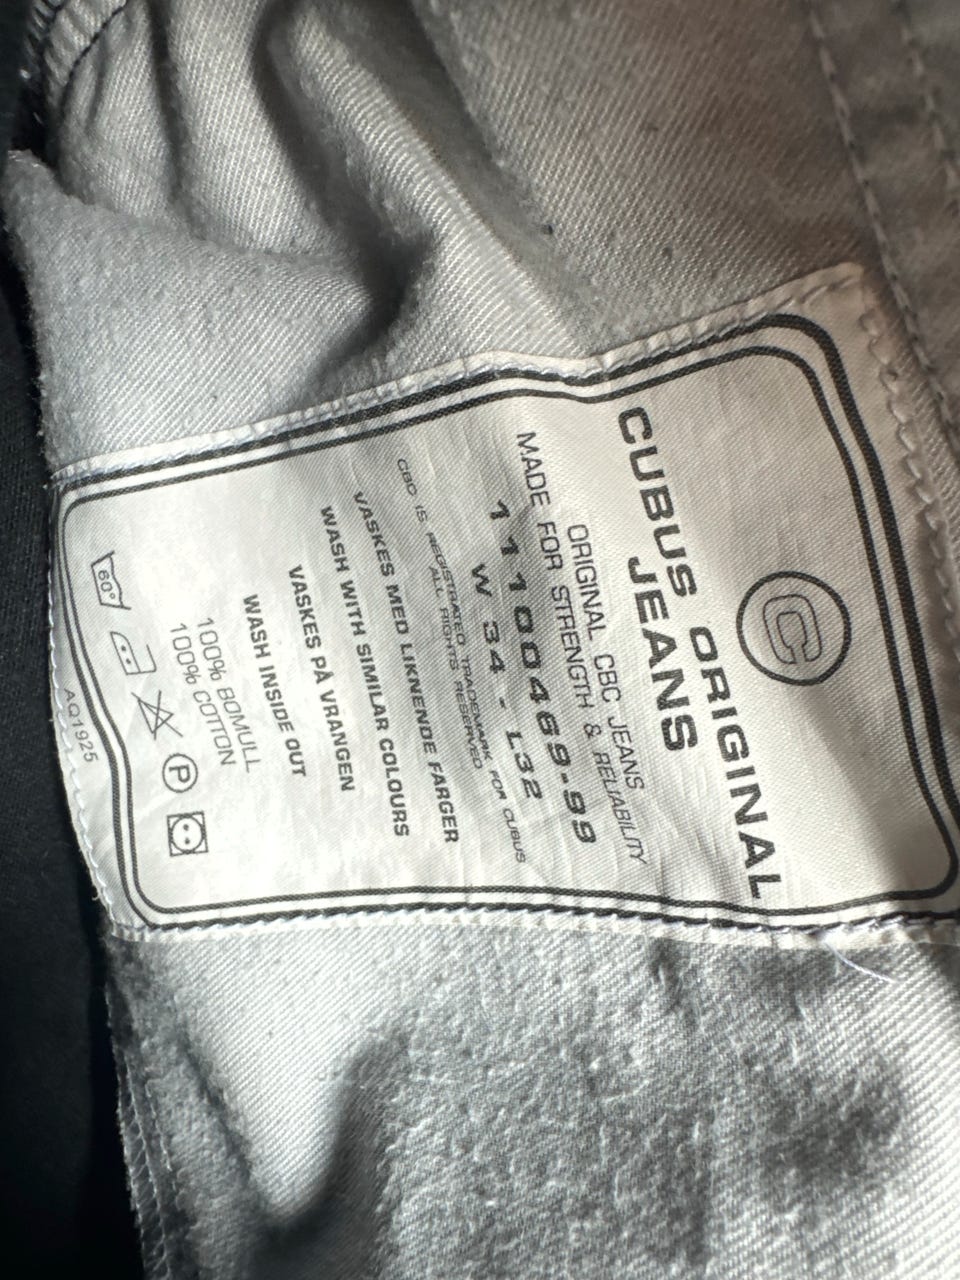 C
CUBUS ORIGINAL
JEANS
ORIGINAL CBC JEANS
MADE FOR STRENGTH & RELIABILITY
11100469-99
W 34 - L32
CBC IS REGISTRATED TRADEMARK FOR CUBUS
ALL RIGHTS RESERVED
VASKES MED LIKNENDE FARGER
WASH WITH SIMILAR COLOURS
VASKES PÅ VRANGEN
WASH INSIDE OUT
100% BOMULL
100% COTTON
60°
P
AQ1925